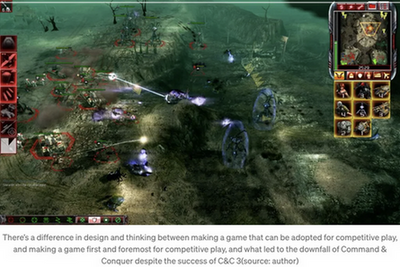 There's a difference in design and thinking between making a game that can be adopted for competitive play,
and making a game first and foremost for competitive play, and what led to the downfall of Command &
Conquer despite the success of C&C 3(source: author)